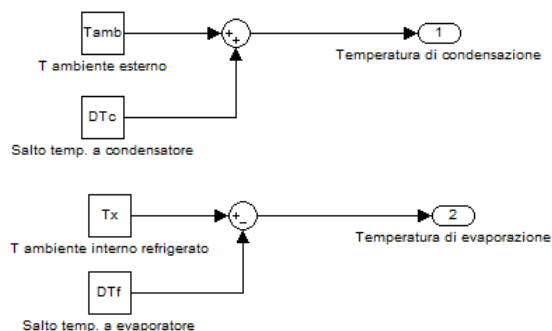 Tamb
T ambiente esterno
1
Temperatura di condensazione
DTc
Salto temp. a condensatore
Tx
T ambiente interno refrigerato
2
Temperatura di evaporazione
DTf
Salto temp. a evaporatore